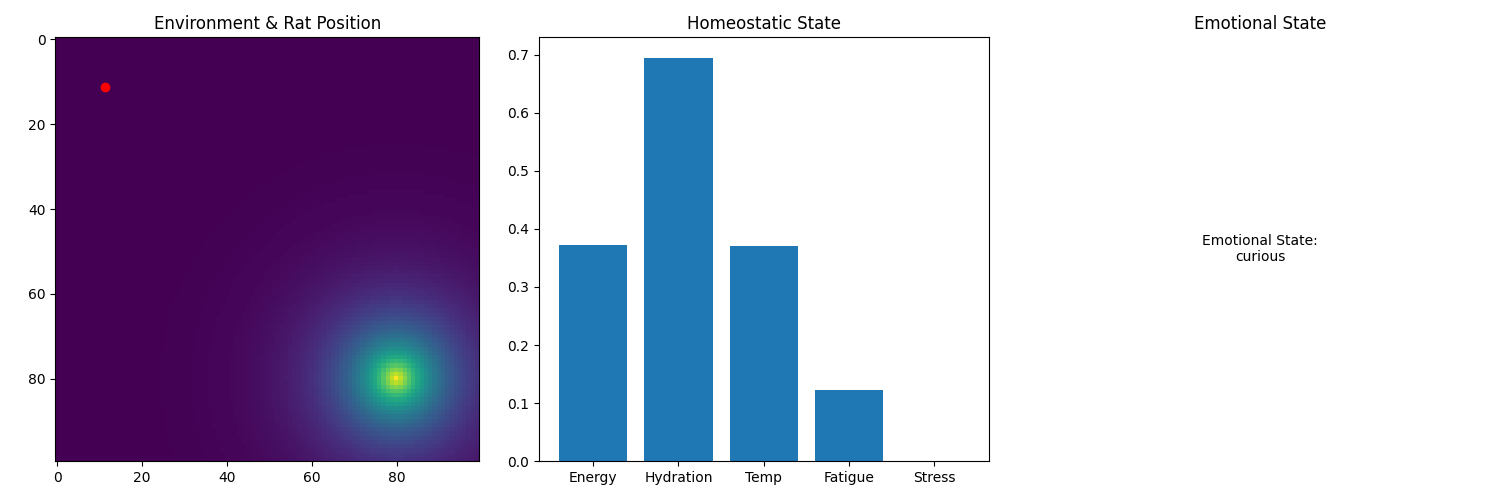 Environment & Rat Position
0
20
40
60
80
0 20 40 60 80
Homeostatic State
0.7
0.6
0.5
0.4
0.3
0.2
0.1
0.0
Energy Hydration Temp Fatigue Stress
Emotional State
Emotional State:
curious